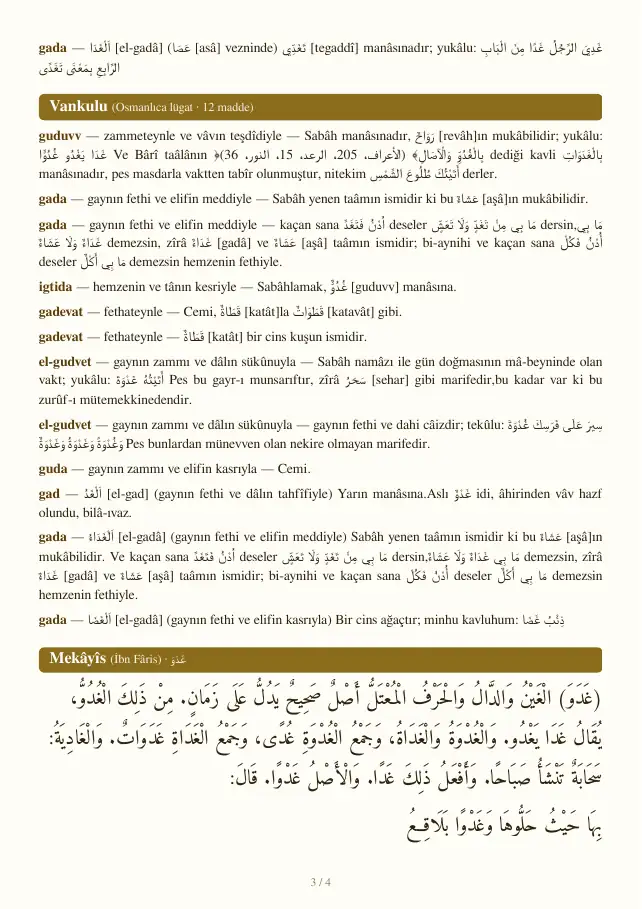 gada — اَلْغَدَا [el-gadâ] (عَصَا [asâ] vezninde) تَغَدِّي [tegaddî] manâsınadır; yukâlu: غَدِيَ الرَّجُلُ غَدًا مِنَ الْبَابِ
الرَّابِعِ بِمَعْنَى تَغَدَّى
Vankulu (Osmanlıca lügat · 12 madde)
guduvv — zammeteynle ve vâvın teşdîdiyle — Sabâh manâsınadır, رَوَاحٌ [revâh]ın mukâbilidir; yukâlu:
غَدَا يَغْدُو غُدُوًّا Ve Bârî taâlânın ﴿بِالْغُدُوِّ وَالْآصَالِ﴾ (الأعراف، 205، الرعد، 15، النور، 36) dediği kavli بِالْغَدَوَاتِ
manâsınadır, pes masdarla vaktten tabîr olunmuştur, nitekim أَتَيْتُكَ طُلُوعَ الشَّمْسِ derler.
gada — gaynın fethi ve elifin meddiyle — Sabâh yenen taâmın ismidir ki bu عَشَاءٌ [aşâ]ın mukâbilidir.
gada — gaynın fethi ve elifin meddiyle — kaçan sana أُدْنُ فَتَغَدَّ deseler مَا بِي مِنْ تَغَدٍّ وَلَا تَعَشٍّ dersin,مَا بِي
غَدَاءٌ وَلَا عَشَاءٌ demezsin, zîrâ غَدَاءٌ [gadâ] ve عَشَاءٌ [aşâ] taâmın ismidir; bi-aynihi ve kaçan sana أُدْنُ فَكُلْ
deseler مَا بِي أَكْلٌ demezsin hemzenin fethiyle.
igtida — hemzenin ve tânın kesriyle — Sabâhlamak, غُدُوٌّ [guduvv] manâsına.
gadevat — fethateynle — Cemi, قَطَاةٌ [katât]la قَطَوَاتٌ [katavât] gibi.
gadevat — fethateynle — قَطَاةٌ [katât] bir cins kuşun ismidir.
el-gudvet — gaynın zammı ve dâlın sükûnuyla — Sabâh namâzı ile gün doğmasının mâ-beyninde olan
vakt; yukâlu: أَتَيْتُهُ غُدْوَةَ Pes bu gayr-ı munsarıftır, zîrâ سَحَرُ [sehar] gibi marifedir,bu kadar var ki bu
zurûf-ı mütemekkinedendir.
el-gudvet — gaynın zammı ve dâlın sükûnuyla — gaynın fethi ve dahi câizdir; tekûlu: سِيرَ عَلَى فَرَسِكَ غُدْوَةَ
وَغُدْوَةً وَغُدْوَةُ وَغُدْوَةٌ Pes bunlardan münevven olan nekire olmayan marifedir.
guda — gaynın zammı ve elifin kasrıyla — Cemi.
gad — اَلْغَدُ [el-gad] (gaynın fethi ve dâlın tahfîfiyle) Yarın manâsına.Aslı غَدْوٌ idi, âhirinden vâv hazf
olundu, bilâ-ıvaz.
gada — اَلْغَدَاءُ [el-gadâ] (gaynın fethi ve elifin meddiyle) Sabâh yenen taâmın ismidir ki bu عَشَاءٌ [aşâ]ın
mukâbilidir. Ve kaçan sana أُدْنُ فَتَغَدَّ deseler مَا بِي مِنْ تَغَدٍّ وَلَا تَعَشٍّ dersin,مَا بِي غَدَاءٌ وَلَا عَشَاءٌ demezsin, zîrâ
غَدَاءٌ [gadâ] ve عَشَاءٌ [aşâ] taâmın ismidir; bi-aynihi ve kaçan sana أُدْنُ فَكُلْ deseler مَا بِي أَكْلٌ demezsin
hemzenin fethiyle.
gada — اَلْغَضَا [el-gadâ] (gaynın fethi ve elifin kasrıyla) Bir cins ağaçtır; minhu kavluhum: ذِئْبُ غَضًا
Mekâyîs (İbn Fâris) · غَدَوَ
(غَدَوَ) الْغَيْنُ وَالدَّالُ وَالْحَرْفُ الْمُعْتَلُّ أَصْلٌ صَحِيحٌ يَدُلُّ عَلَى زَمَانٍ. مِنْ ذَلِكَ الْغُدُوُّ،
يُقَالُ غَدَا يَغْدُو. وَالْغُدْوَةُ وَالْغَدَاةُ، وَجَمْعُ الْغُدْوَةِ غُدًى، وَجَمْعُ الْغَدَاةِ غَدَوَاتٌ. وَالْغَادِيَةُ:
سَحَابَةٌ تَنْشَأُ صَبَاحًا. وَأَفْعَلُ ذَلِكَ غَدًا. وَالْأَصْلُ غَدْوًا. قَالَ:
بِهَا حَيْثُ حَلُّوهَا وَغَدْوًا بَلَاقِعُ
3 / 4